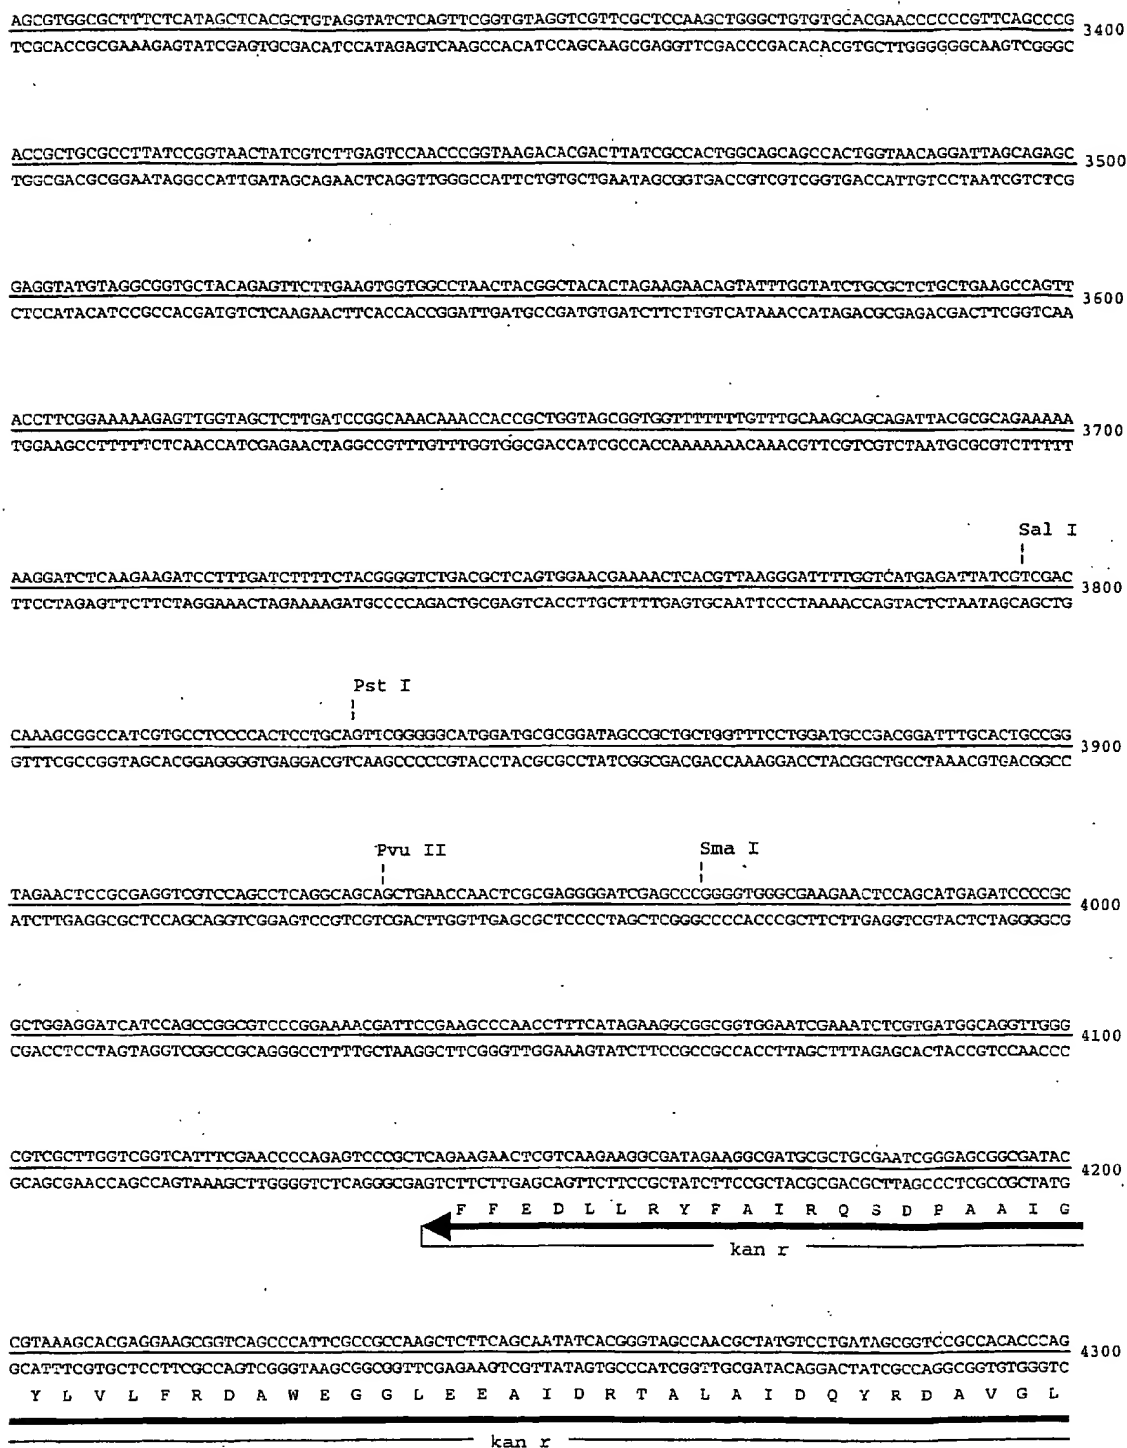 AGCGTGGCGCTTTCTCATAGCTCACGCTGTAGGTATCTCAGTTCGGTGTAGGTCGTTCGCTCCAAGCTGGGCTGTGTGCACGAACCCCCCGTTCAGCCCG 3400
TCGCACCGCGAAAGAGTATCGAGTGCGACATCCATAGAGTCAAGCCACATCCAGCAAGCGAGGTTCGACCCGACACACGTGCTTGGGGGGCAAGTCGGGC
ACCGCTGCGCCTTATCCGGTAACTATCGTCTTGAGTCCAACCCGGTAAGACACGACTTATCGCCACTGGCAGCAGCCACTGGTAACAGGATTAGCAGAGC 3500
TGGCGACGCGGAATAGGCCATTGATAGCAGAACTCAGGTTGGGCCATTCTGTGCTGAATAGCGGTGACCGTCGTCGGTGACCATTGTCCTAATCGTCTCG
GAGGTATGTAGGCGGTGCTACAGAGTTCTTGAAGTGGTGGCCTAACTACGGCTACACTAGAAGAACAGTATTTGGTATCTGCGCTCTGCTGAAGCCAGTT 3600
CTCCATACATCCGCCACGATGTCTCAAGAACTTCACCACCGGATTGATGCCGATGTGATCTTCTTGTCATAAACCATAGACGCGAGACGACTTCGGTCAA
ACCTTCGGAAAAAGAGTTGGTAGCTCTTGATCCGGCAAACAAACCACCGCTGGTAGCGGTGGTTTTTTTGTTTGCAAGCAGCAGATTACGCGCAGAAAAA 3700
TGGAAGCCTTTTTCTCAACCATCGAGAACTAGGCCGTTTGTTTGGTGGCGACCATCGCCACCAAAAAAACAAACGTTCGTCGTCTAATGCGCGTCTTTTT
Sal I
AAGGATCTCAAGAAGATCCTTTGATCTTTTCTACGGGGTCTGACGCTCAGTGGAACGAAAACTCACGTTAAGGGATTTTGGTCATGAGATTATCGTCGAC 3800
TTCCTAGAGTTCTTCTAGGAAACTAGAAAAGATGCCCCAGACTGCGAGTCACCTTGCTTTTGAGTGCAATTCCCTAAAACCAGTACTCTAATAGCAGCTG
Pst I
CAAAGCGGCCATCGTGCCTCCCCACTCCTGCAGTTCGGGGGCATGGATGCGCGGATAGCCGCTGCTGGTTTCCTGGATGCCGACGGATTTGCACTGCCGG 3900
GTTTCGCCGGTAGCACGGAGGGGTGAGGACGTCAAGCCCCCGTACCTACGCGCCTATCGGCGACGACCAAAGGACCTACGGCTGCCTAAACGTGACGGCC
Pvu II Sma I
TAGAACTCCGCGAGGTCGTCCAGCCTCAGGCAGCAGCTGAACCAACTCGCGAGGGGATCGAGCCCGGGGTGGGCGAAGAACTCCAGCATGAGATCCCCGC 4000
ATCTTGAGGCGCTCCAGCAGGTCGGAGTCCGTCGTCGACTTGGTTGAGCGCTCCCCTAGCTCGGGCCCCACCCGCTTCTTGAGGTCGTACTCTAGGGGCG
GCTGGAGGATCATCCAGCCGGCGTCCCGGAAAACGATTCCGAAGCCCAACCTTTCATAGAAGGCGGCGGTGGAATCGAAATCTCGTGATGGCAGGTTGGG 4100
CGACCTCCTAGTAGGTCGGCCGCAGGGCCTTTTGCTAAGGCTTCGGGTTGGAAAGTATCTTCCGCCGCCACCTTAGCTTTAGAGCACTACCGTCCAACCC
CGTCGCTTGGTCGGTCATTTCGAACCCCAGAGTCCCGCTCAGAAGAACTCGTCAAGAAGGCGATAGAAGGCGATGCGCTGCGAATCGGGAGCGGCGATAC 4200
GCAGCGAACCAGCCAGTAAAGCTTGGGGTCTCAGGGCGAGTCTTCTTGAGCAGTTCTTCCGCTATCTTCCGCTACGCGACGCTTAGCCCTCGCCGCTATG
F F E D L L R Y F A I R Q S D P A A I G
kan r
CGTAAAGCACGAGGAAGCGGTCAGCCCATTCGCCGCCAAGCTCTTCAGCAATATCACGGGTAGCCAACGCTATGTCCTGATAGCGGTCCGCCACACCCAG 4300
GCATTTCGTGCTCCTTCGCCAGTCGGGTAAGCGGCGGTTCGAGAAGTCGTTATAGTGCCCATCGGTTGCGATACAGGACTATCGCCAGGCGGTGTGGGTC
Y L V L F R D A W E G G L E E A I D R T A L A I D Q Y R D A V G L
kan r